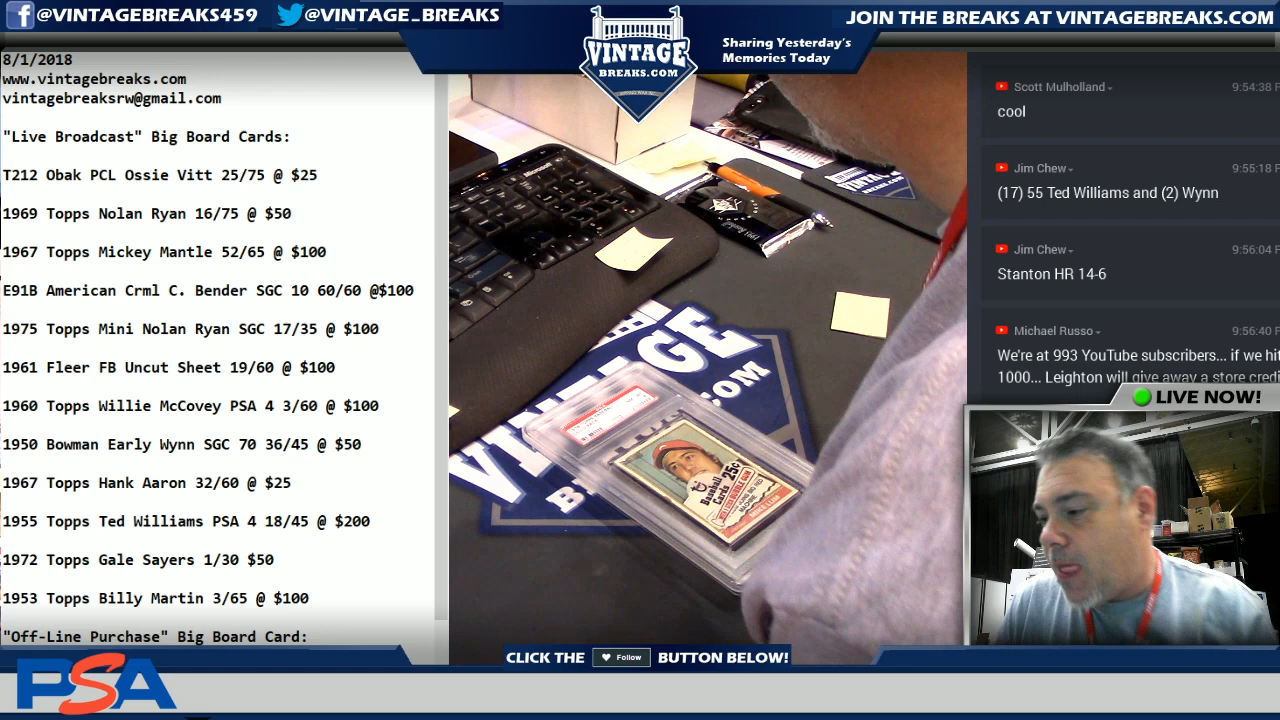 @VINTAGEBREAKS459
@VINTAGE_BREAKS
VINTAGE
BREAKS.COM
Sharing Yesterday's
Memories Today
JOIN THE BREAKS AT VINTAGEBREAKS.COM
8/1/2018
www.vintagebreaks.com
vintagebreaksrw@gmail.com
"Live Broadcast" Big Board Cards:
T212 Obak PCL Ossie Vitt 25/75 @ $25
1969 Topps Nolan Ryan 16/75 @ $50
1967 Topps Mickey Mantle 52/65 @ $100
E91B American Crml C. Bender SGC 10 60/60 @$100
1975 Topps Mini Nolan Ryan SGC 17/35 @ $100
1961 Fleer FB Uncut Sheet 19/60 @ $100
1960 Topps Willie McCovey PSA 4 3/60 @ $100
1950 Bowman Early Wynn SGC 70 36/45 @ $50
1967 Topps Hank Aaron 32/60 @ $25
1955 Topps Ted Williams PSA 4 18/45 @ $200
1972 Topps Gale Sayers 1/30 $50
1953 Topps Billy Martin 3/65 @ $100
"Off-Line Purchase" Big Board Card:
VINTAGE
B .COM
Baseball
Cards 25¢
MIKE LUM
Scott Mulholland 9:54:38 P
cool
Jim Chew 9:55:18
(17) 55 Ted Williams and (2) Wynn
Jim Chew 9:56:04
Stanton HR 14-6
Michael Russo 9:56:40
We're at 993 YouTube subscribers... if we hi
1000... Leighton will give away a store credi
LIVE NOW!
CLICK THE Follow BUTTON BELOW!
PSA